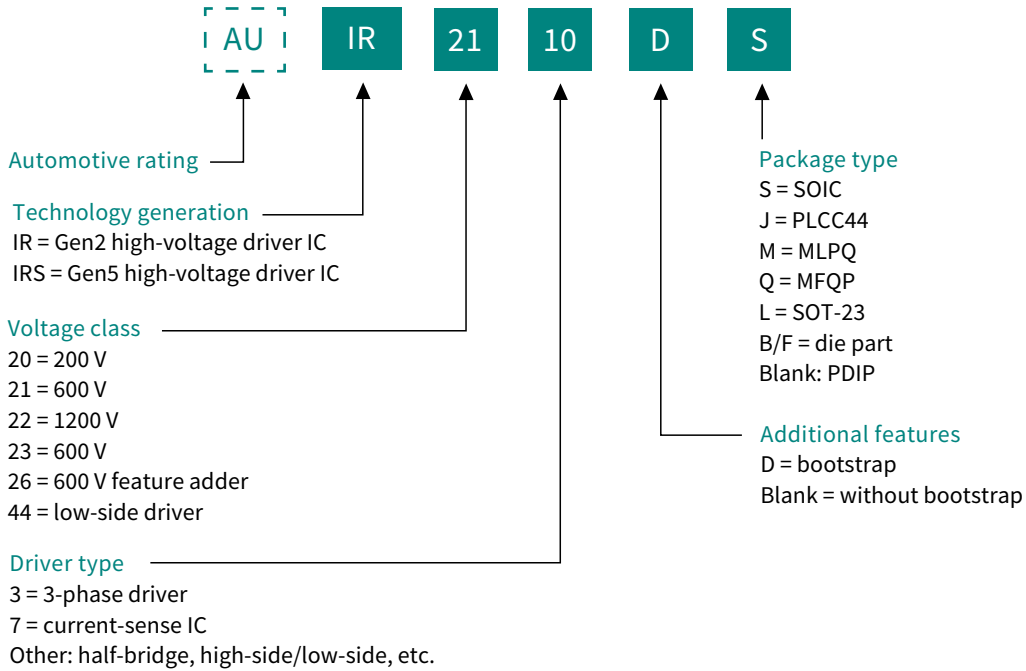 AU IR 21 10 D S
Automotive rating
Technology generation
IR = Gen2 high-voltage driver IC
IRS = Gen5 high-voltage driver IC
Voltage class
20 = 200 V
21 = 600 V
22 = 1200 V
23 = 600 V
26 = 600 V feature adder
44 = low-side driver
Driver type
3 = 3-phase driver
7 = current-sense IC
Other: half-bridge, high-side/low-side, etc.
Package type
S = SOIC
J = PLCC44
M = MLPQ
Q = MFQP
L = SOT-23
B/F = die part
Blank: PDIP
Additional features
D = bootstrap
Blank = without bootstrap